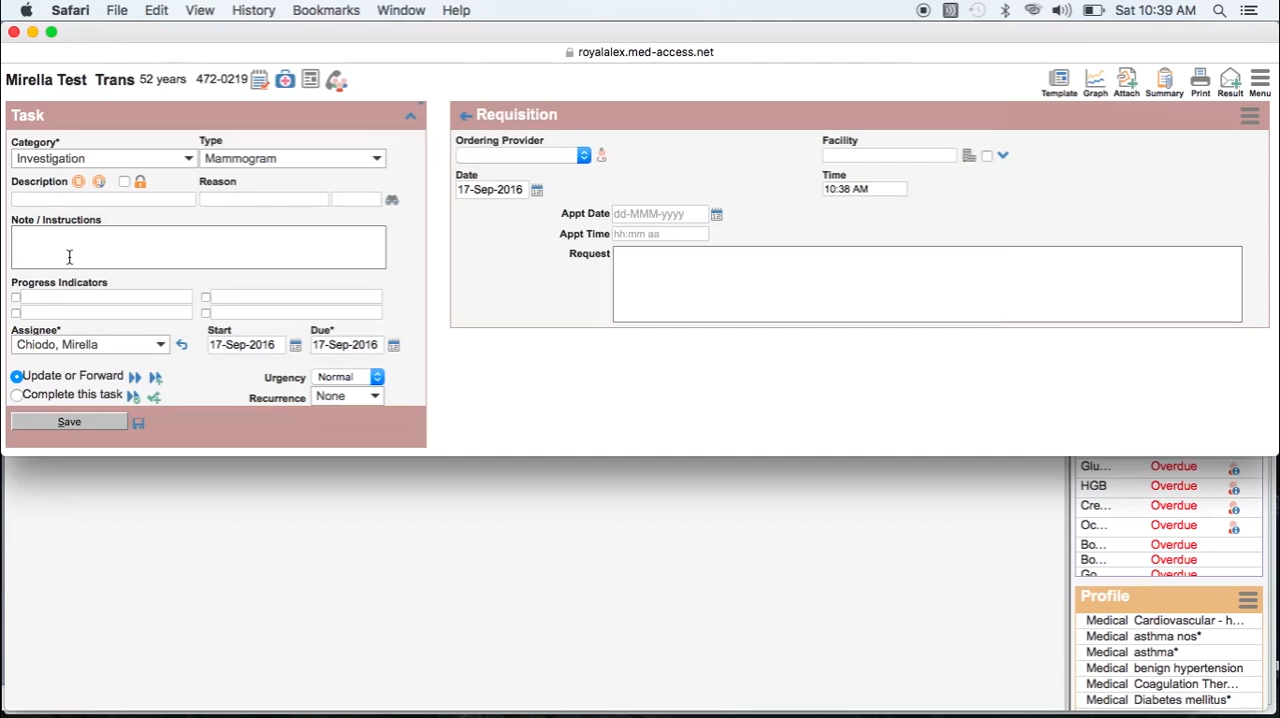 Safari File Edit View History Bookmarks Window Help Sat 10:39 AM
royalalex.med-access.net
Mirella Test Trans 52 years 472-0219
Template Graph Attach Summary Print Result Menu
Task
Category* Type
Investigation Mammogram
Description Reason
Note / Instructions
Progress Indicators
Assignee* Start Due*
Chiodo, Mirella 17-Sep-2016 17-Sep-2016
Update or Forward Urgency Normal
Complete this task Recurrence None
Save
Requisition
Ordering Provider Facility
Date Time
17-Sep-2016 10:38 AM
Appt Date dd-MMM-yyyy
Appt Time hh:mm aa
Request
Glu... Overdue
HGB Overdue
Cre... Overdue
Oc... Overdue
Bo... Overdue
Bo... Overdue
Go Overdue
Profile
Medical Cardiovascular - h...
Medical asthma nos*
Medical asthma*
Medical benign hypertension
Medical Coagulation Ther...
Medical Diabetes mellitus*